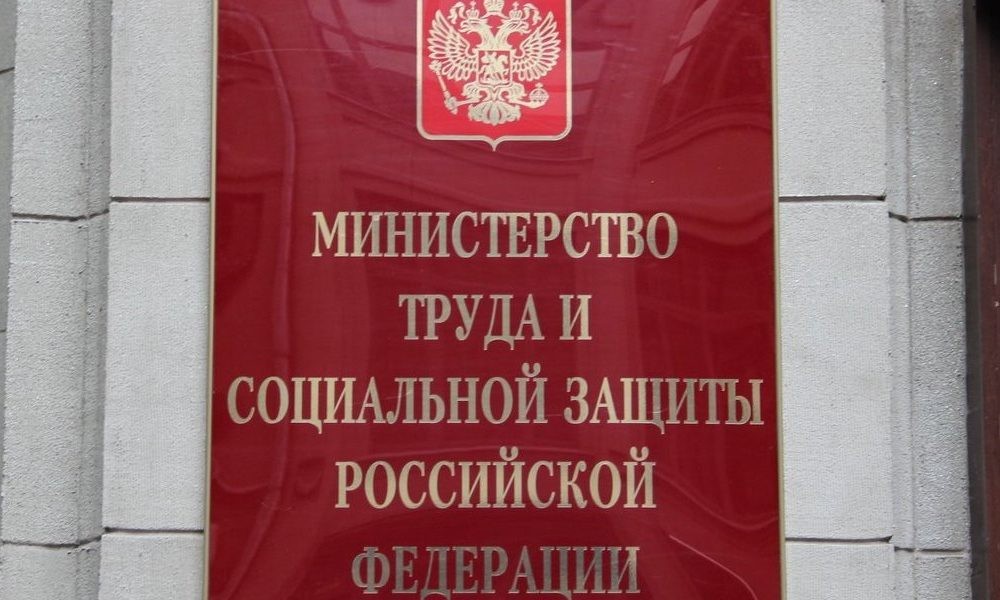 МИНИСТЕРСТВО
ТРУДА И
СОЦИАЛЬНОЙ ЗАЩИТЫ
РОССИЙСКОЙ
ФЕДЕРАЦИИ